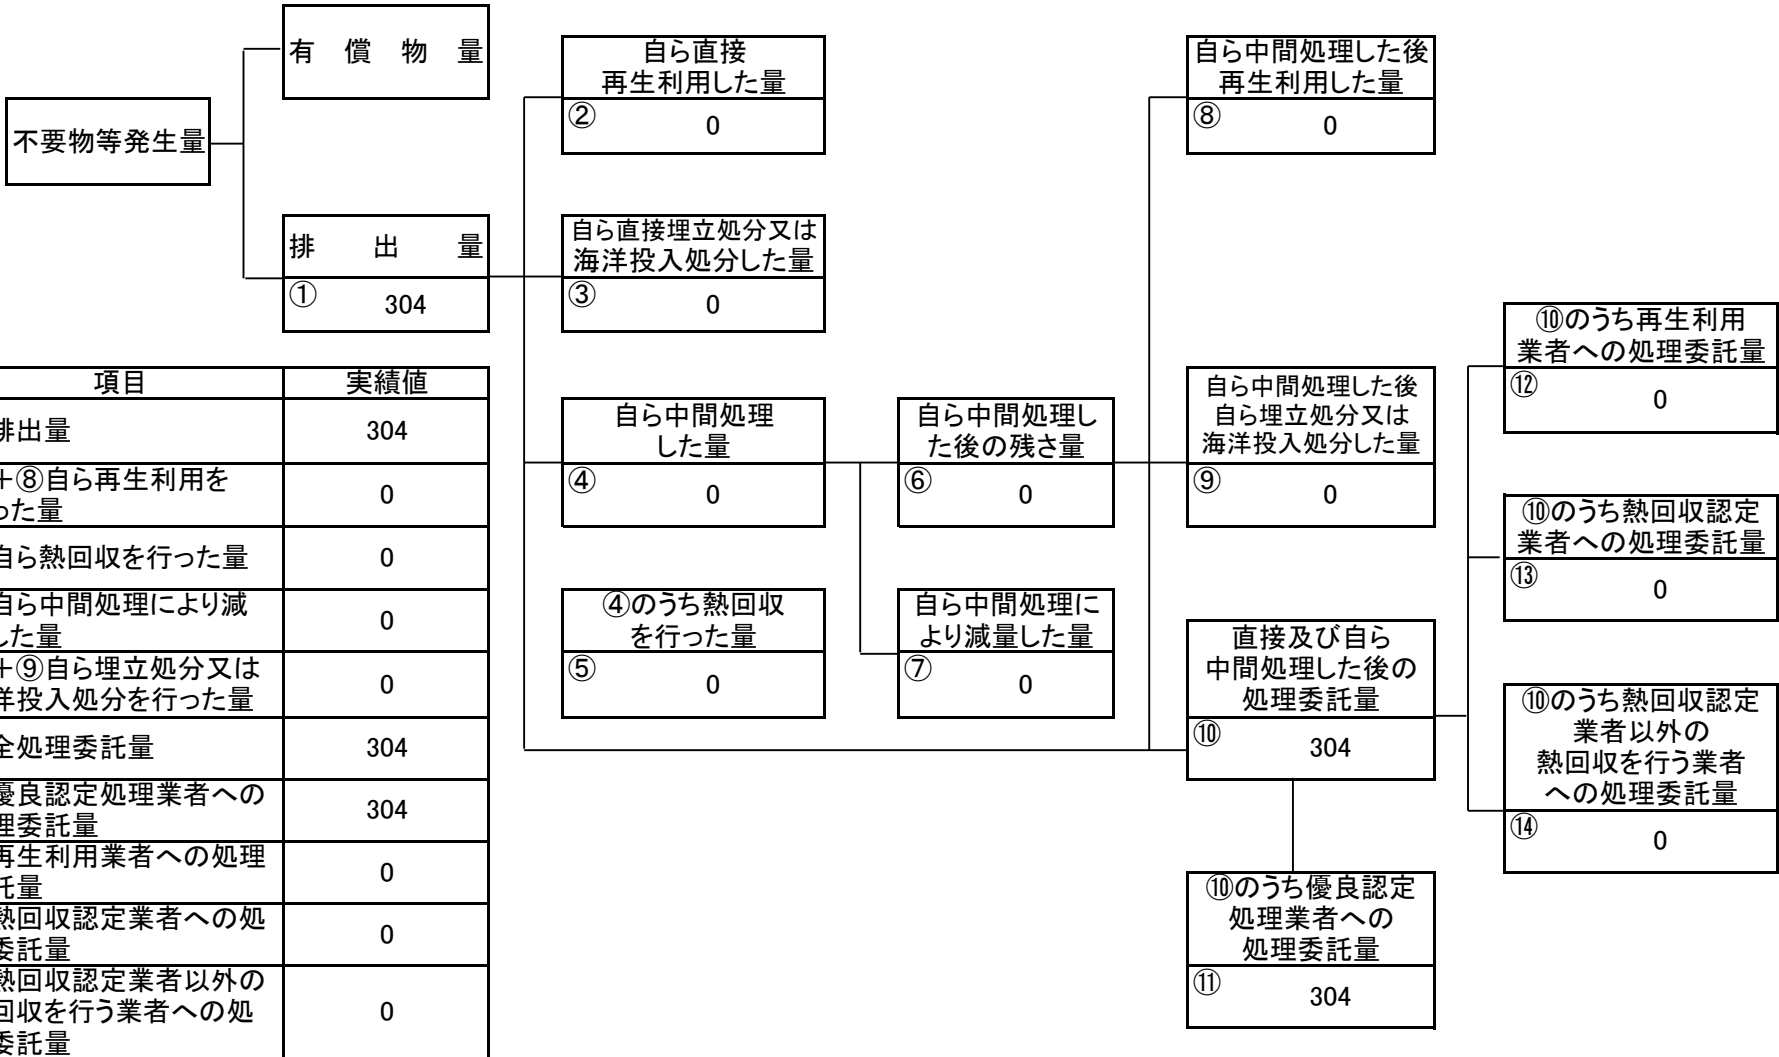 不要物等発生量
有償物量
排出量
①
304
自ら直接
再生利用した量
②
0
自ら直接埋立処分又は
海洋投入処分した量
③
0
自ら中間処理
した量
④
0
④のうち熱回収
を行った量
⑤
0
自ら中間処理し
た後の残さ量
⑥
0
自ら中間処理に
より減量した量
⑦
0
自ら中間処理した後
再生利用した量
⑧
0
自ら中間処理した後
自ら埋立処分又は
海洋投入処分した量
⑨
0
直接及び自ら
中間処理した後の
処理委託量
⑩
304
⑩のうち優良認定
処理業者への
処理委託量
⑪
304
⑩のうち再生利用
業者への処理委託量
⑫
0
⑩のうち熱回収認定
業者への処理委託量
⑬
0
⑩のうち熱回収認定
業者以外の
熱回収を行う業者
への処理委託量
⑭
0
項目 実績値
排出量 304
+⑧自ら再生利用を
った量
0
自ら熱回収を行った量 0
自ら中間処理により減
した量
0
+⑨自ら埋立処分又は
洋投入処分を行った量
0
全処理委託量 304
優良認定処理業者への
理委託量
304
再生利用業者への処理
託量
0
熱回収認定業者への処
委託量
0
熱回収認定業者以外の
回収を行う業者への処
委託量
0